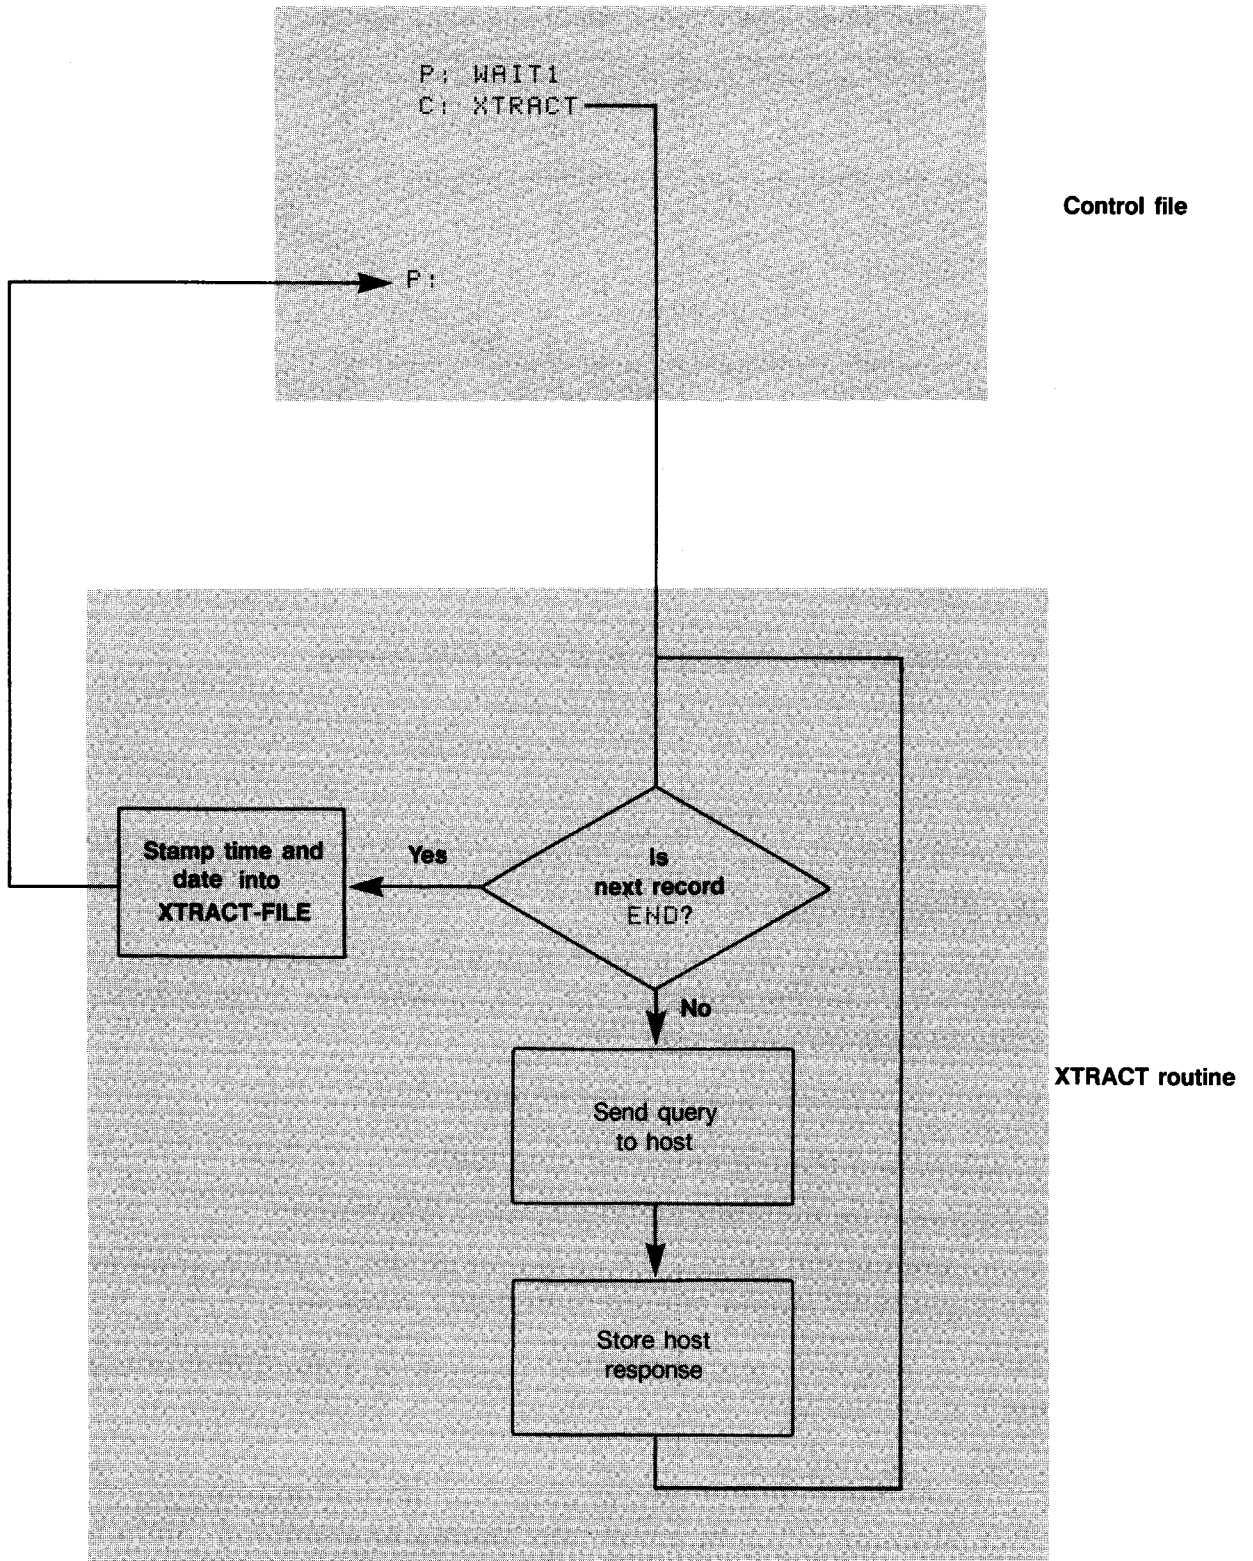 P: WAIT1
C: XTRACT
Control file
P:
Stamp time and
date into
XTRACT-FILE
Yes
Is
next record
END?
No
Send query
to host
XTRACT routine
Store host
response